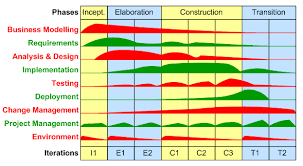 Phases Incept. Elaboration Construction Transition
Business Modelling
Requirements
Analysis & Design
Implementation
Testing
Deployment
Change Management
Project Management
Environment
Iterations I1 E1 E2 C1 C2 C3 T1 T2